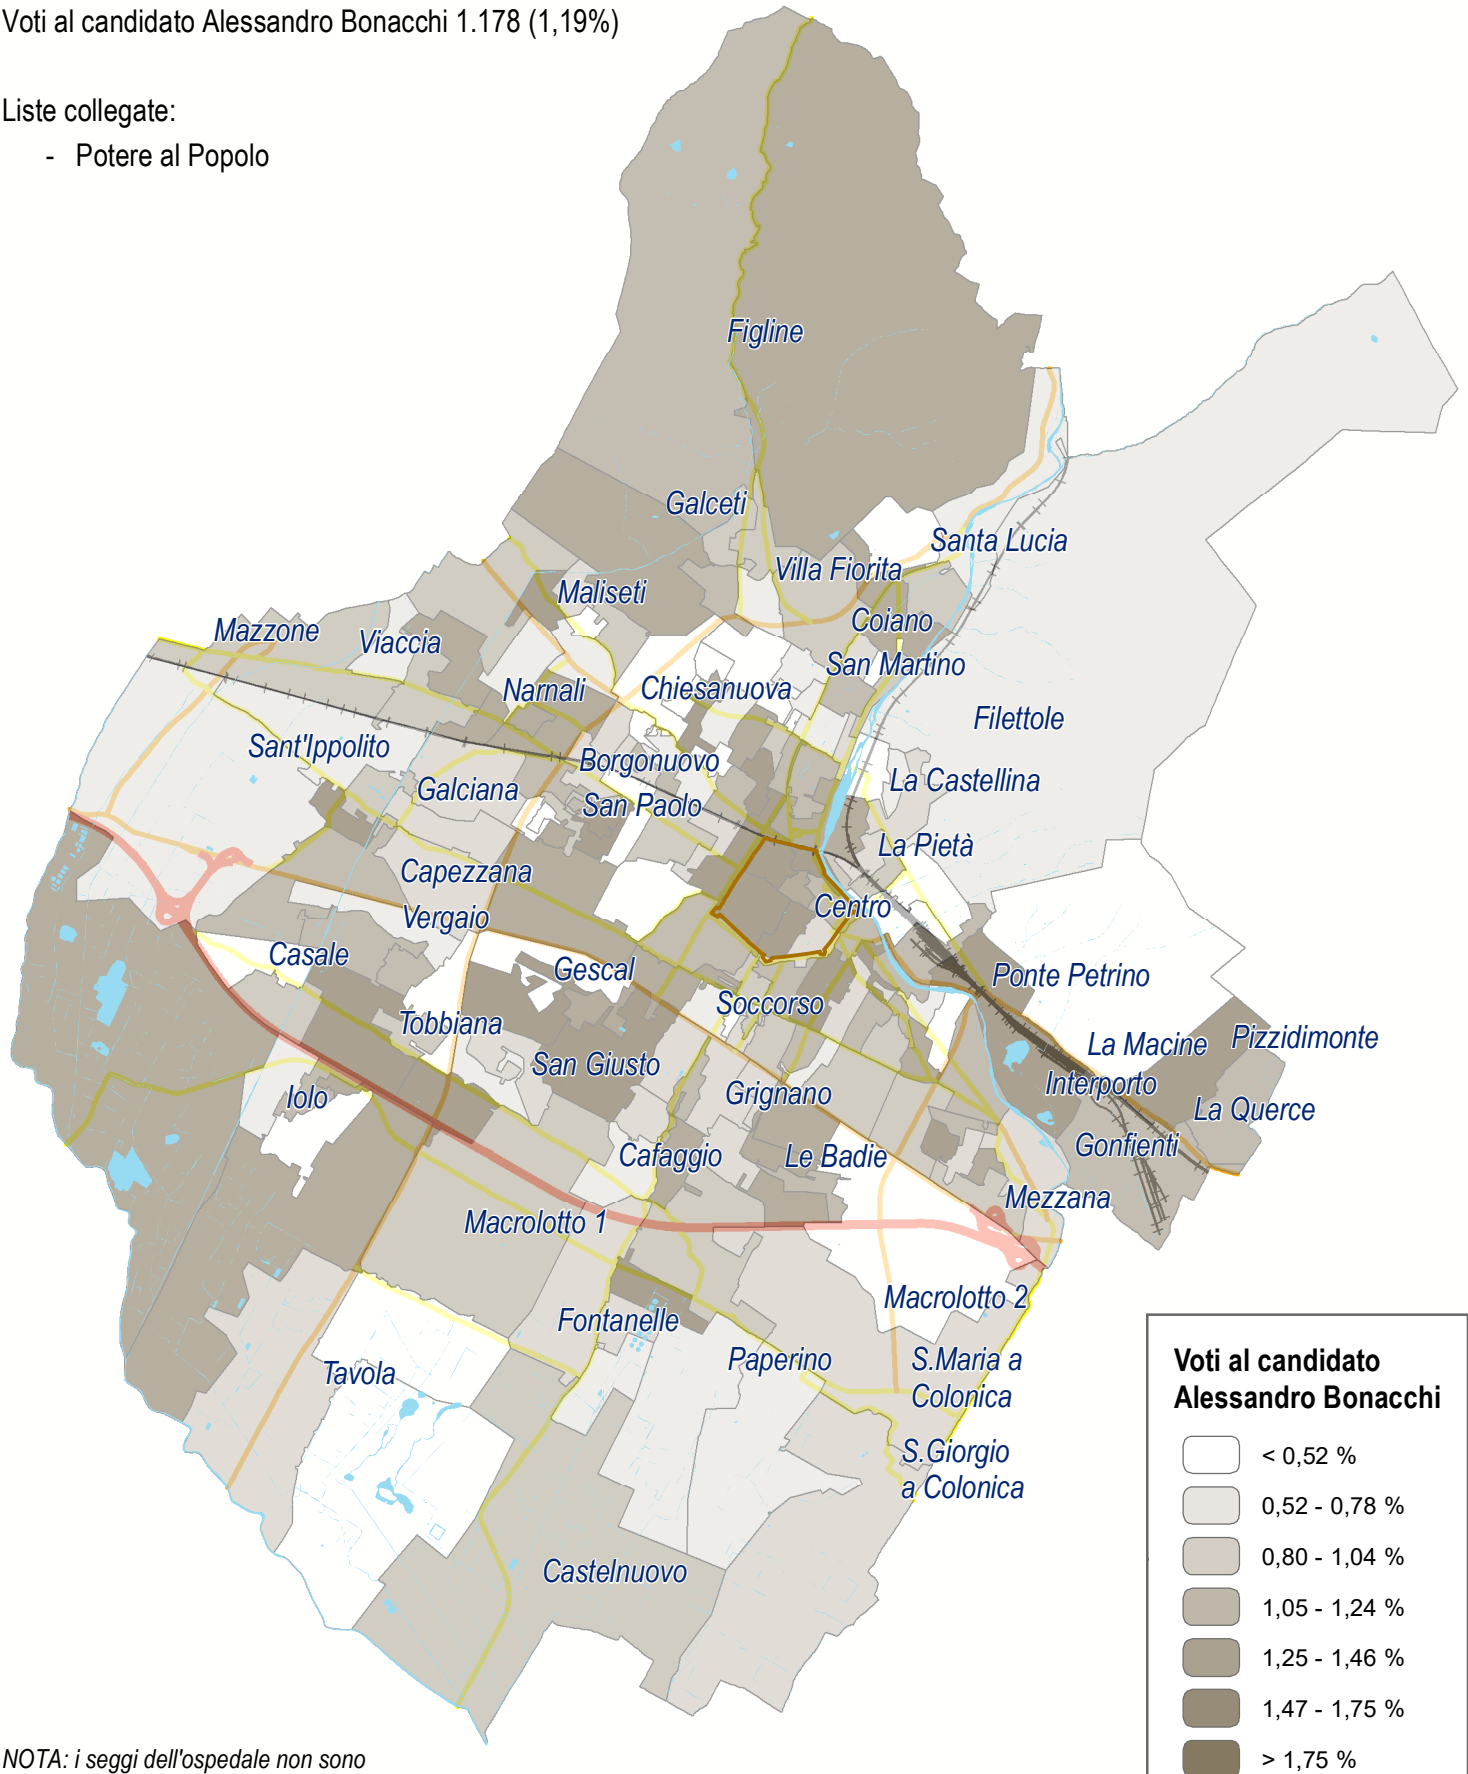 Voti al candidato Alessandro Bonacchi 1.178 (1,19%)
Liste collegate:
- Potere al Popolo
Figline
Galceti
Santa Lucia
Villa Fiorita
Maliseti
Coiano
Mazzone
Viaccia
San Martino
Narnali
Chiesanuova
Filettole
Sant'Ippolito
Borgonuovo
Galciana
La Castellina
San Paolo
La Pietà
Capezzana
Vergaio
Centro
Casale
Gescal
Ponte Petrino
Soccorso
Tobbiana
La Macine
Pizzidimonte
San Giusto
Interporto
Iolo
Grignano
La Querce
Gonfienti
Cafaggio
Le Badie
Mezzana
Macrolotto 1
Macrolotto 2
Fontanelle
Tavola
Paperino
S.Maria a
Colonica
S.Giorgio
a Colonica
Castelnuovo
Voti al candidato
Alessandro Bonacchi
< 0,52 %
0,52 - 0,78 %
0,80 - 1,04 %
1,05 - 1,24 %
1,25 - 1,46 %
1,47 - 1,75 %
> 1,75 %
NOTA: i seggi dell'ospedale non sono